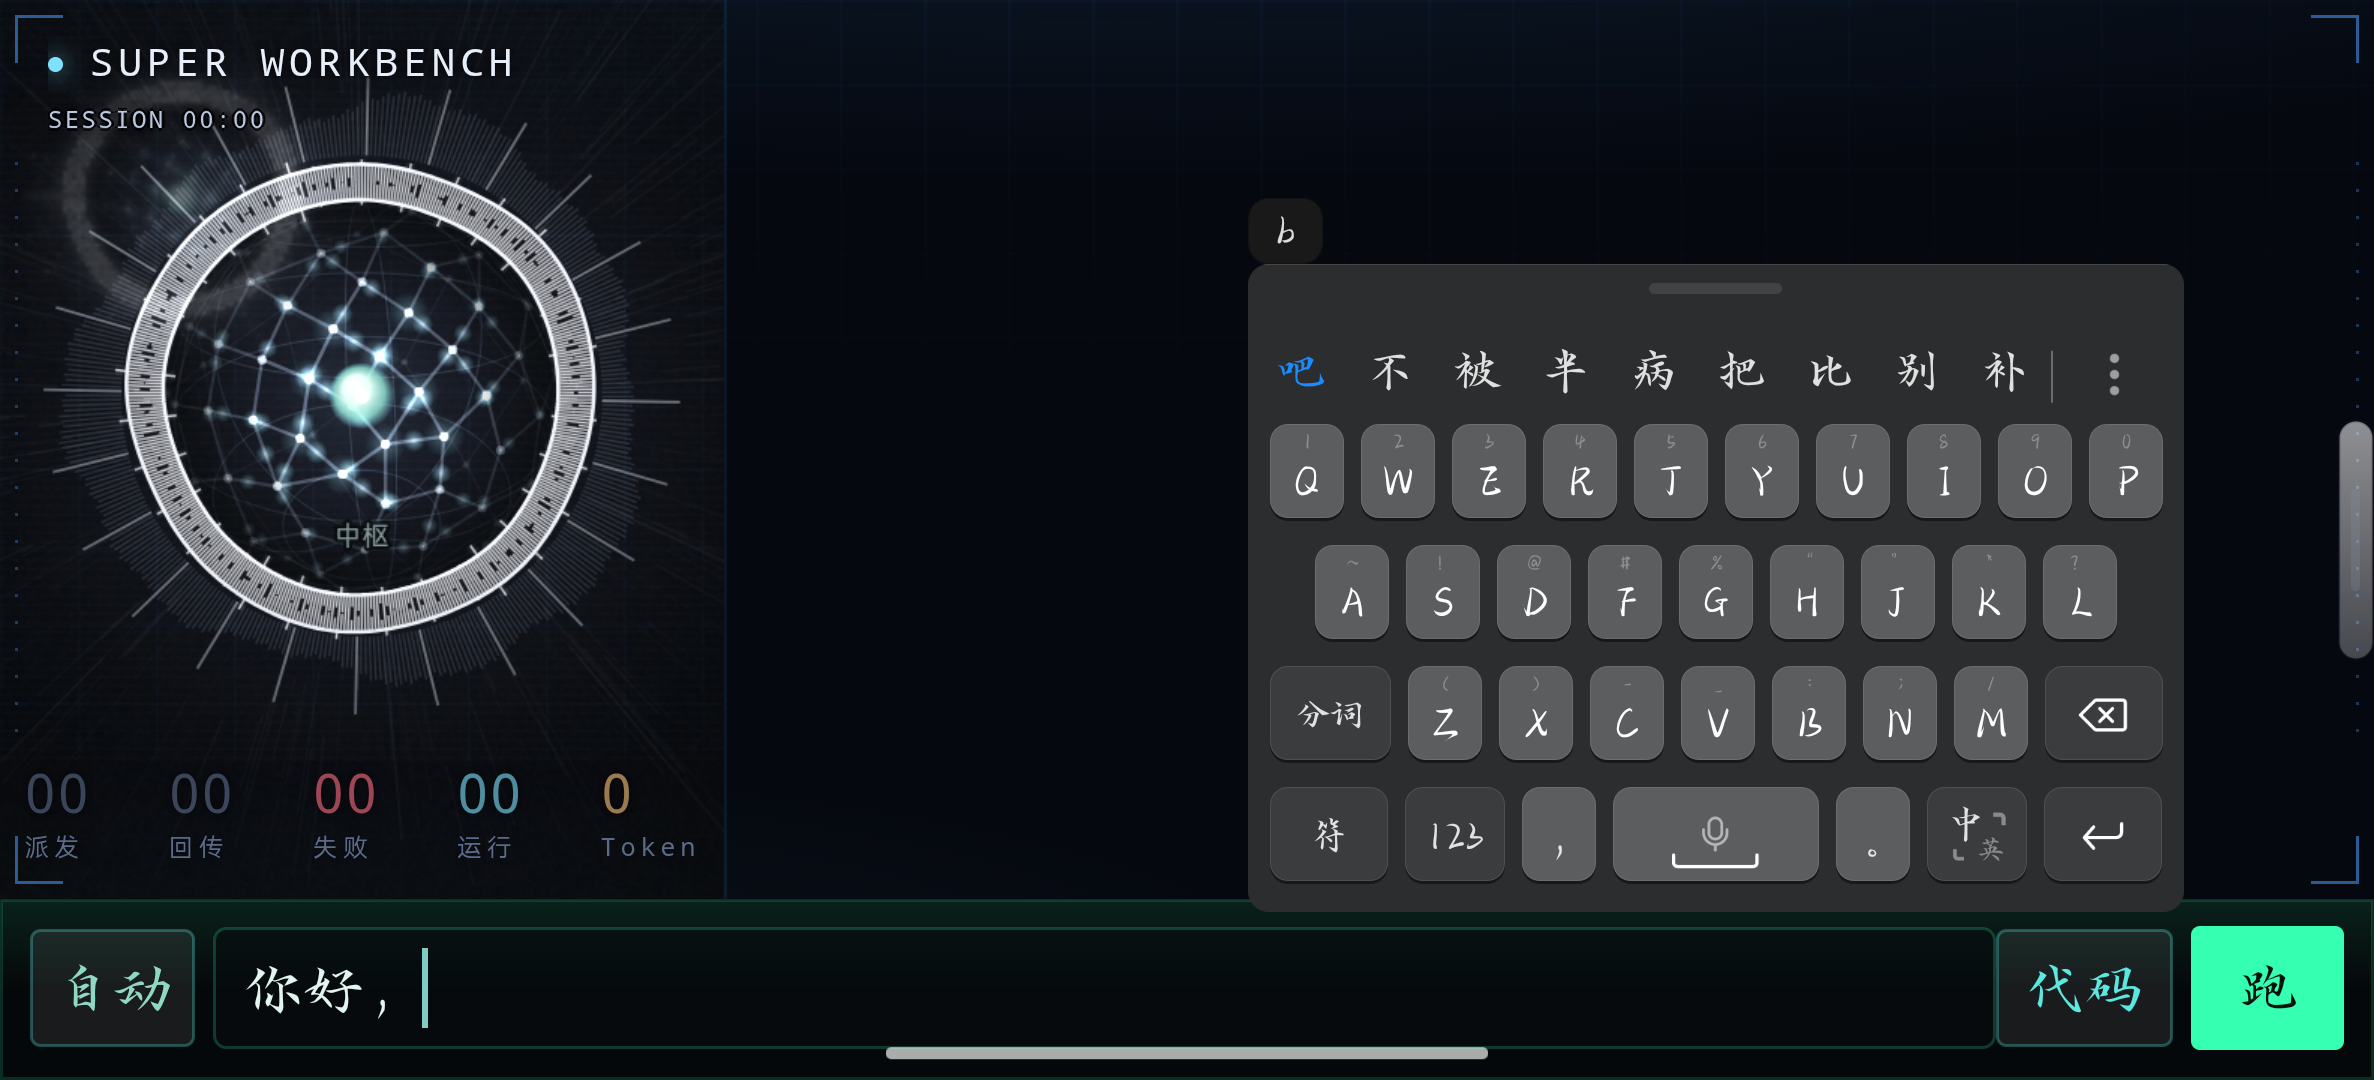 SUPER WORKBENCH
SESSION 00:00
中枢
00 00 00 00 0
派发 回传 失败 运行 Token
b
吧 不 被 半 病 把 比 别 补
1 2 3 4 5 6 7 8 9 0
Q W E R T Y U I O P
~ ! @ # % “ ” 、 ?
A S D F G H J K L
( ) - _ : ; /
分词 Z X C V B N M
符 123 , 。 中 英
自动 你好, 代码 跑